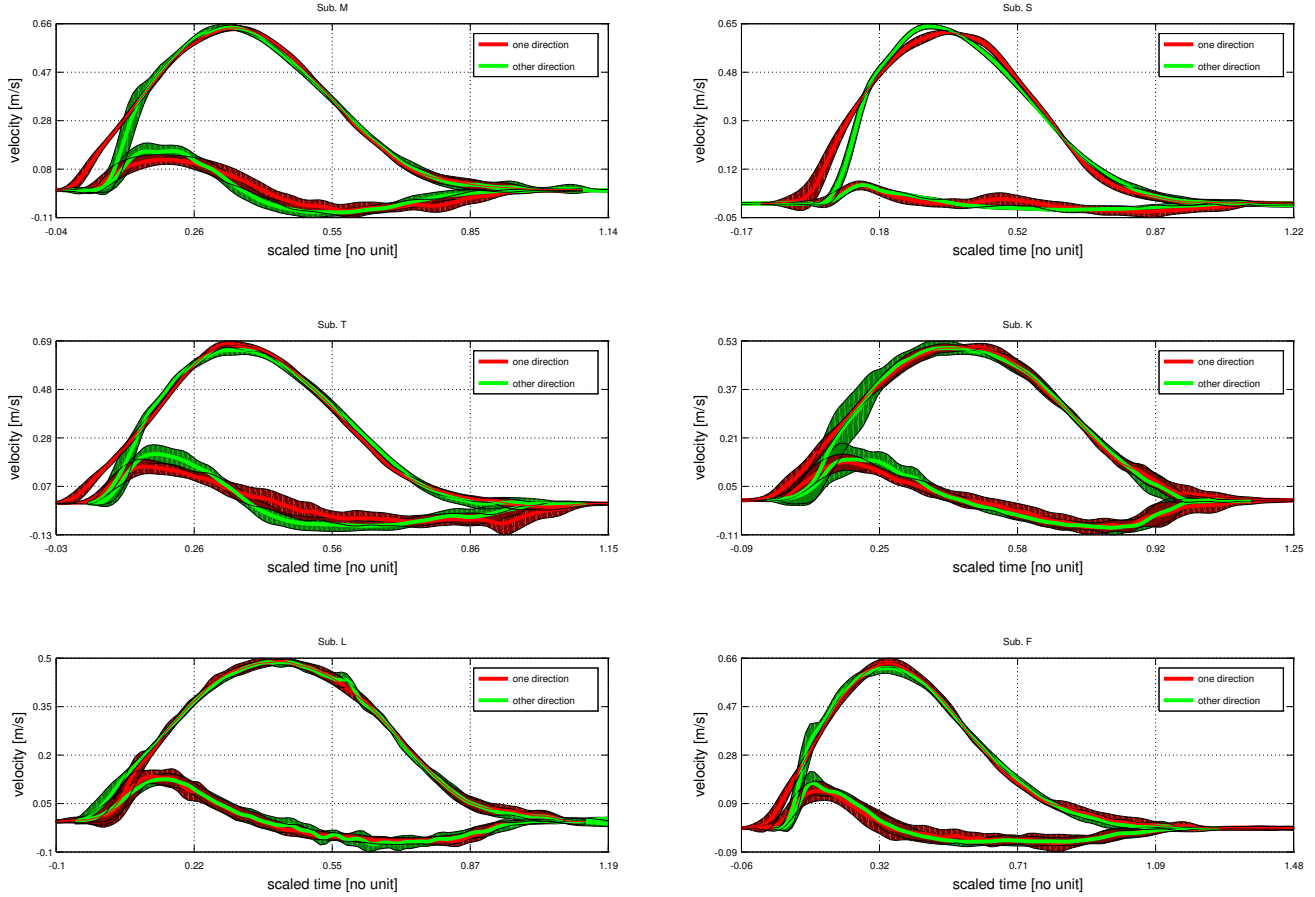 Sub. M
0.66
0.47
0.28
0.08
-0.11
velocity [m/s]
one direction
other direction
-0.04 0.26 0.56 0.85 1.14
scaled time [no unit]
Sub. S
0.65
0.48
0.3
0.12
-0.05
velocity [m/s]
one direction
other direction
-0.17 0.18 0.52 0.87 1.22
scaled time [no unit]
Sub. T
0.69
0.48
0.28
0.07
-0.13
velocity [m/s]
one direction
other direction
-0.03 0.26 0.56 0.86 1.15
scaled time [no unit]
Sub. K
0.53
0.37
0.21
0.05
-0.11
velocity [m/s]
one direction
other direction
-0.09 0.25 0.58 0.92 1.25
scaled time [no unit]
Sub. L
0.5
0.35
0.2
0.05
-0.1
velocity [m/s]
one direction
other direction
-0.1 0.22 0.55 0.87 1.19
scaled time [no unit]
Sub. F
0.66
0.47
0.28
0.09
-0.09
velocity [m/s]
one direction
other direction
-0.06 0.32 0.71 1.09 1.48
scaled time [no unit]